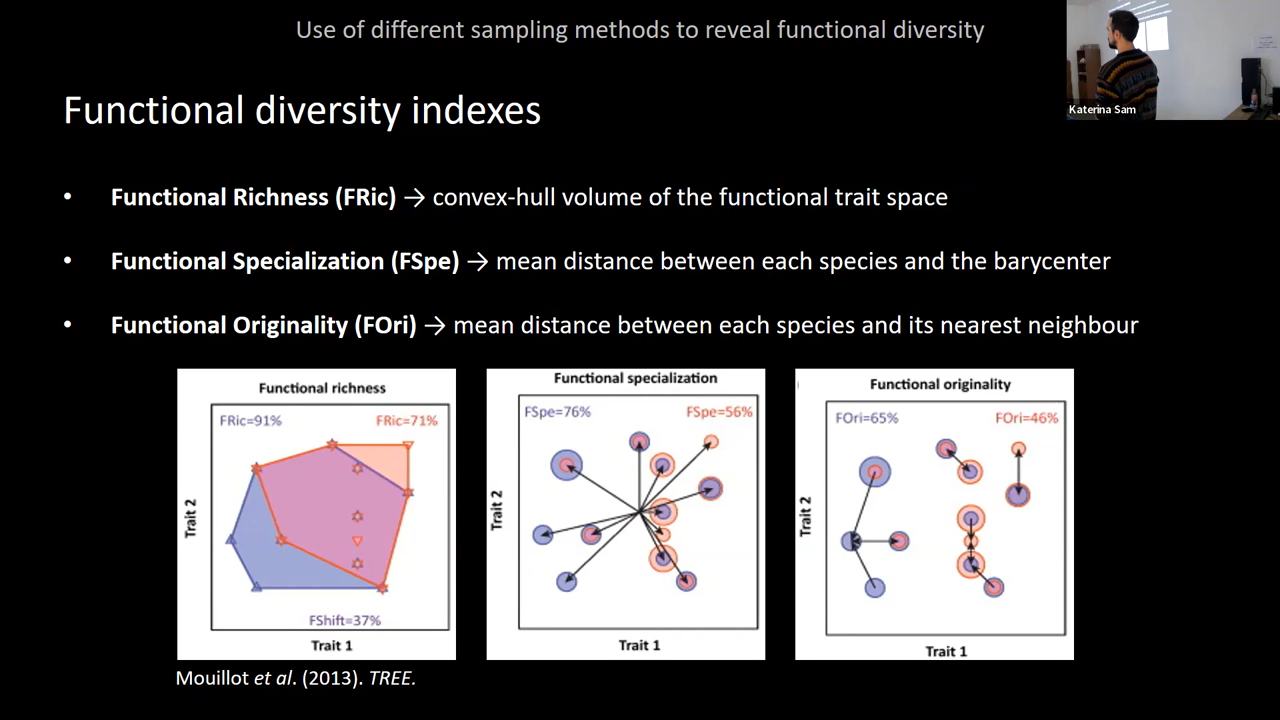 Use of different sampling methods to reveal functional diversity
Katerina Sam
Functional diversity indexes
• Functional Richness (FRic) → convex-hull volume of the functional trait space
• Functional Specialization (FSpe) → mean distance between each species and the barycenter
• Functional Originality (FOri) → mean distance between each species and its nearest neighbour
Functional richness
FRic=91%
FRic=71%
Trait 2
FShift=37%
Trait 1
Functional specialization
FSpe=76%
FSpe=56%
Trait 2
Trait 1
Functional originality
FOri=65%
FOri=46%
Trait 2
Trait 1
Mouillot et al. (2013). TREE.